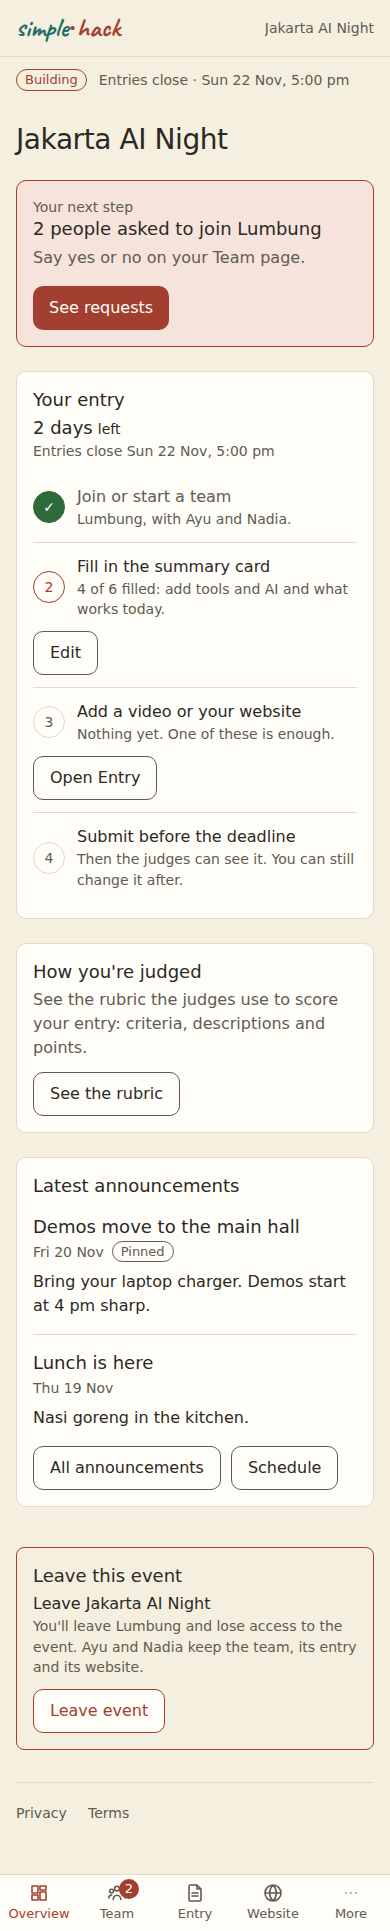 simple·hack
Jakarta AI Night
Building
Entries close · Sun 22 Nov, 5:00 pm
Jakarta AI Night
Your next step
2 people asked to join Lumbung
Say yes or no on your Team page.
See requests
Your entry
2 days left
Entries close Sun 22 Nov, 5:00 pm
✓
Join or start a team
Lumbung, with Ayu and Nadia.
2
Fill in the summary card
4 of 6 filled: add tools and AI and what
works today.
Edit
3
Add a video or your website
Nothing yet. One of these is enough.
Open Entry
4
Submit before the deadline
Then the judges can see it. You can still
change it after.
How you're judged
See the rubric the judges use to score
your entry: criteria, descriptions and
points.
See the rubric
Latest announcements
Demos move to the main hall
Fri 20 Nov
Pinned
Bring your laptop charger. Demos start
at 4 pm sharp.
Lunch is here
Thu 19 Nov
Nasi goreng in the kitchen.
All announcements
Schedule
Leave this event
Leave Jakarta AI Night
You'll leave Lumbung and lose access to the
event. Ayu and Nadia keep the team, its entry
and its website.
Leave event
Privacy
Terms
2
Overview
Team
Entry
Website
More